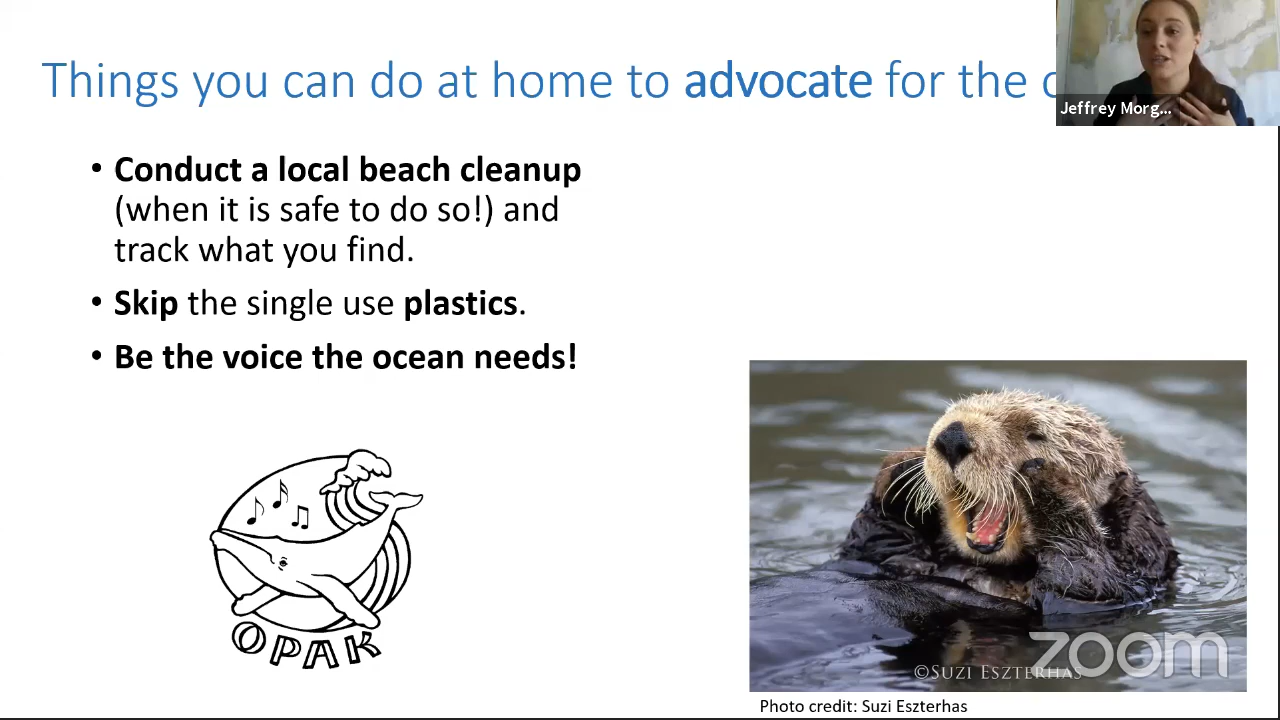 Things you can do at home to advocate for the
Jeffrey Morg...
• Conduct a local beach cleanup
(when it is safe to do so!) and
track what you find.
• Skip the single use plastics.
• Be the voice the ocean needs!
OPAK
zoom
©Suzi Eszterhas
Photo credit: Suzi Eszterhas